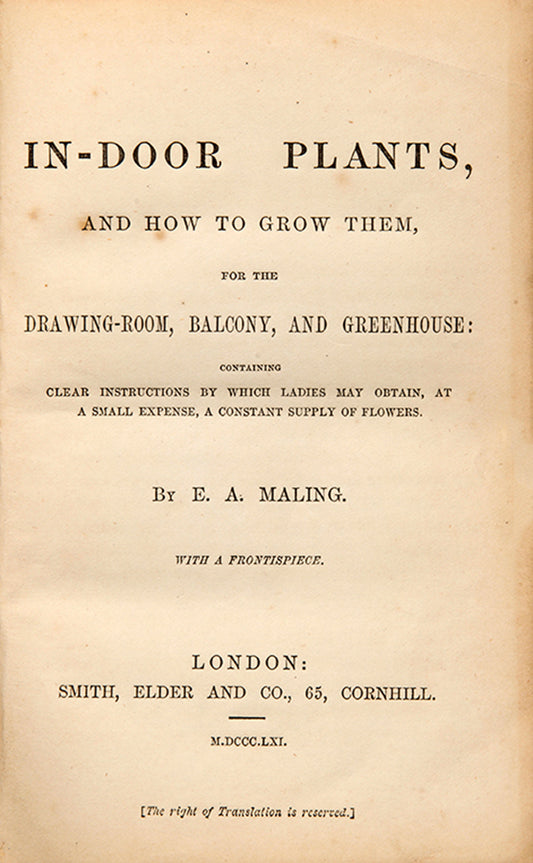 IN-DOOR PLANTS,
AND HOW TO GROW THEM,
FOR THE
DRAWING-ROOM, BALCONY, AND GREENHOUSE:
CONTAINING
CLEAR INSTRUCTIONS BY WHICH LADIES MAY OBTAIN, AT
A SMALL EXPENSE, A CONSTANT SUPPLY OF FLOWERS.
BY E. A. MALING.
WITH A FRONTISPIECE.
LONDON:
SMITH, ELDER AND CO., 65, CORNHILL.
M.DCCC.LXI.
[The right of Translation is reserved.]